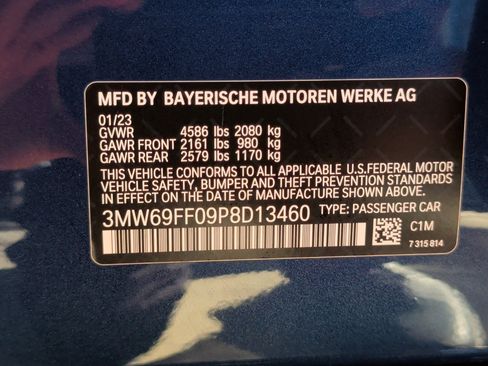 MFD BY BAYERISCHE MOTOREN WERKE AG
01/23
GVWR 4586 lbs 2080 kg
GAWR FRONT 2161 lbs 980 kg
GAWR REAR 2579 lbs 1170 kg
THIS VEHICLE CONFORMS TO ALL APPLICABLE U.S.FEDERAL MOTOR
VEHICLE SAFETY, BUMPER, AND THEFT PREVENTION STANDARDS
IN EFFECT ON THE DATE OF MANUFACTURE SHOWN ABOVE.
3MW69FF09P8D13460 TYPE: PASSENGER CAR
C1M
7 315 814